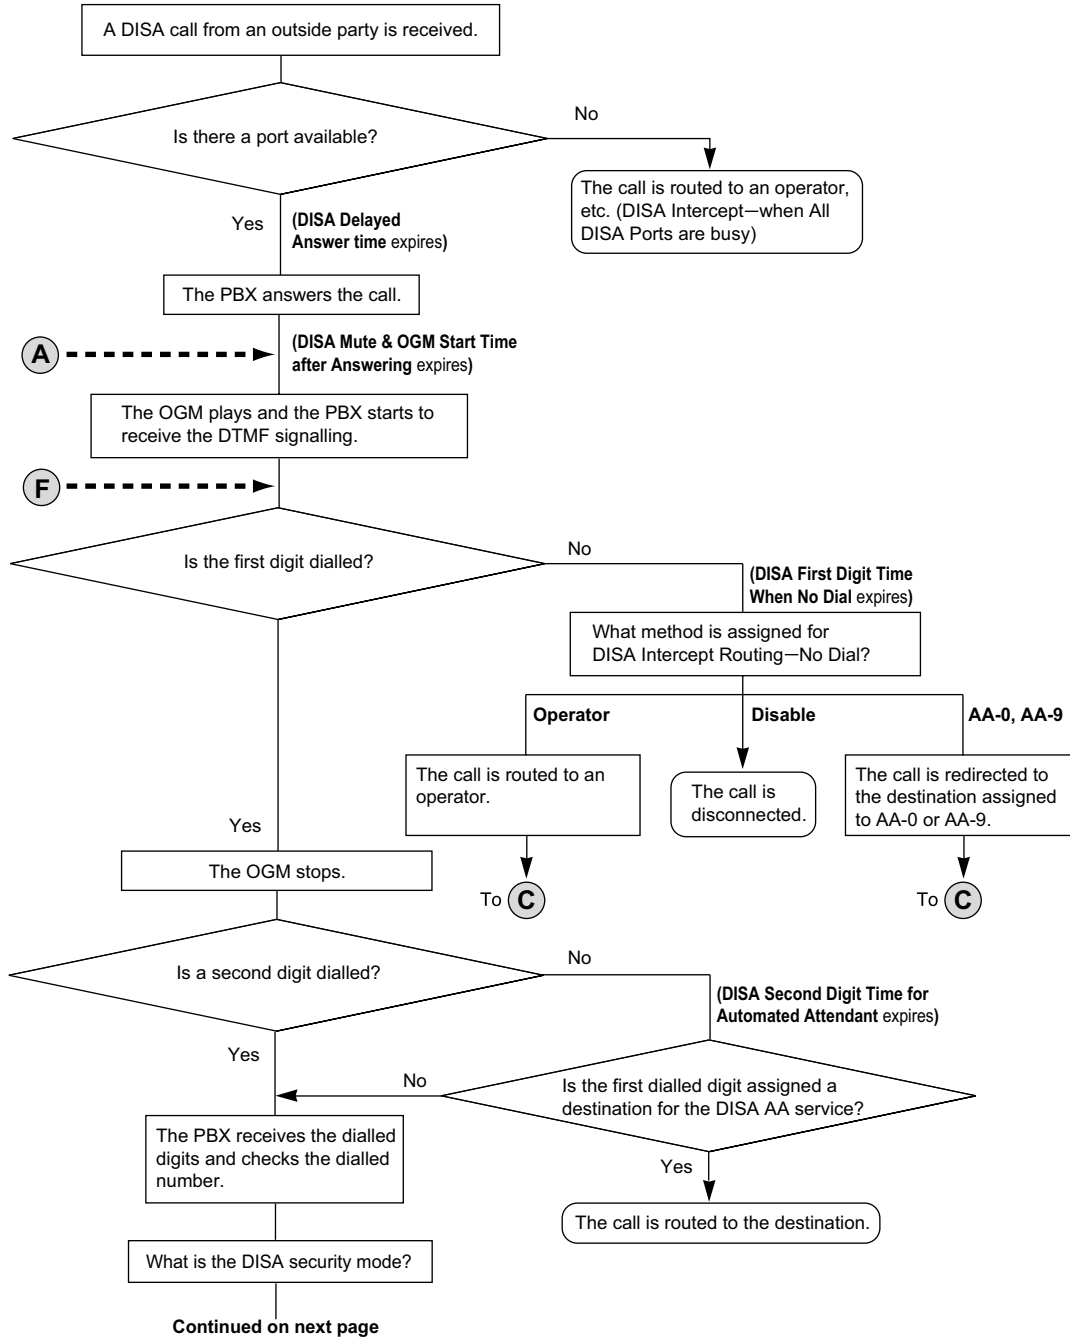 A DISA call from an outside party is received.
Is there a port available?
No
The call is routed to an operator,
etc. (DISA Intercept—when All
DISA Ports are busy)
Yes
(DISA Delayed
Answer time expires)
The PBX answers the call.
A
(DISA Mute & OGM Start Time
after Answering expires)
The OGM plays and the PBX starts to
receive the DTMF signalling.
F
Is the first digit dialled?
No
(DISA First Digit Time
When No Dial expires)
What method is assigned for
DISA Intercept Routing—No Dial?
Operator
Disable
AA-0, AA-9
The call is routed to an
operator.
The call is
disconnected.
The call is redirected to
the destination assigned
to AA-0 or AA-9.
To C
To C
Yes
The OGM stops.
Is a second digit dialled?
No
(DISA Second Digit Time for
Automated Attendant expires)
Yes
No
Is the first dialled digit assigned a
destination for the DISA AA service?
The PBX receives the dialled
digits and checks the dialled
number.
Yes
The call is routed to the destination.
What is the DISA security mode?
Continued on next page